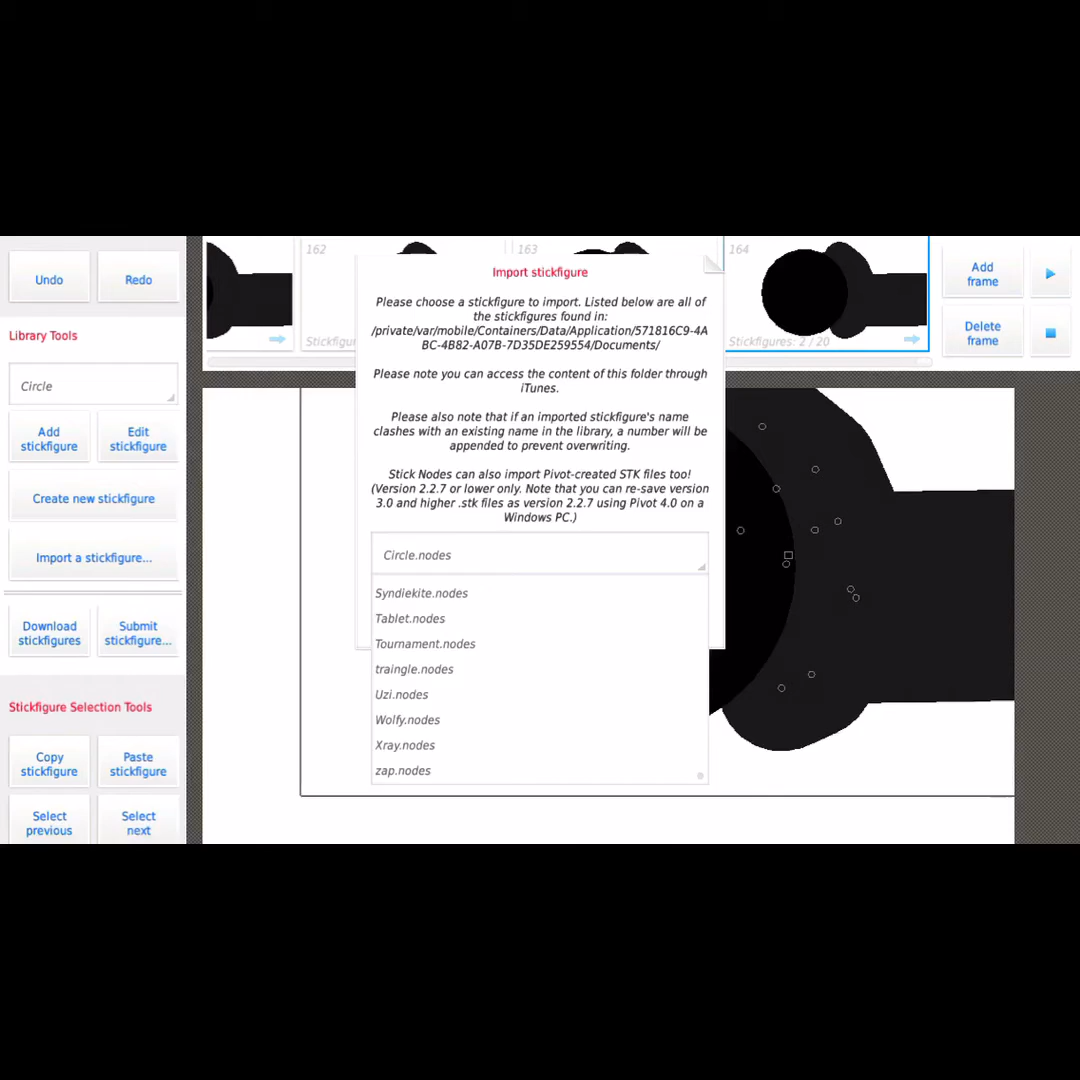 Undo
Redo
Library Tools
Circle
Add
stickfigure
Edit
stickfigure
Create new stickfigure
Import a stickfigure...
Download
stickfigures
Submit
stickfigure...
Stickfigure Selection Tools
Copy
stickfigure
Paste
stickfigure
Select
previous
Select
next
162
163
164
Stickfigures: 2 / 20
Add
frame
Delete
frame
Import stickfigure
Please choose a stickfigure to import. Listed below are all of
the stickfigures found in:
/private/var/mobile/Containers/Data/Application/571816C9-4A
BC-4B82-A07B-7D35DE259554/Documents/
Please note you can access the content of this folder through
iTunes.
Please also note that if an imported stickfigure's name
clashes with an existing name in the library, a number will be
appended to prevent overwriting.
Stick Nodes can also import Pivot-created STK files too!
(Version 2.2.7 or lower only. Note that you can re-save version
3.0 and higher .stk files as version 2.2.7 using Pivot 4.0 on a
Windows PC.)
Circle.nodes
Syndlekite.nodes
Tablet.nodes
Tournament.nodes
traingle.nodes
Uzi.nodes
Wolfy.nodes
Xray.nodes
zap.nodes